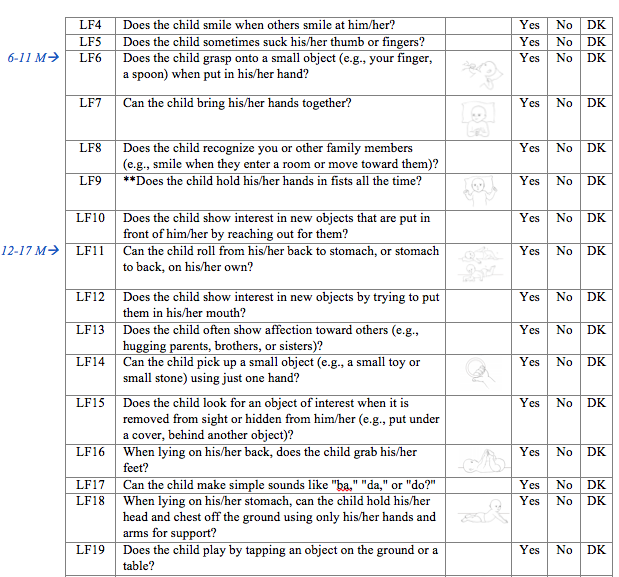 LF4 Does the child smile when others smile at him/her? Yes No DK
LF5 Does the child sometimes suck his/her thumb or fingers? Yes No DK
6-11 M→ LF6 Does the child grasp onto a small object (e.g., your finger, Yes No DK
a spoon) when put in his/her hand?
LF7 Can the child bring his/her hands together? Yes No DK
LF8 Does the child recognize you or other family members Yes No DK
(e.g., smile when they enter a room or move toward them)?
LF9 **Does the child hold his/her hands in fists all the time? Yes No DK
LF10 Does the child show interest in new objects that are put in Yes No DK
front of him/her by reaching out for them?
12-17 M→ LF11 Can the child roll from his/her back to stomach, or stomach Yes No DK
to back, on his/her own?
LF12 Does the child show interest in new objects by trying to put Yes No DK
them in his/her mouth?
LF13 Does the child often show affection toward others (e.g., Yes No DK
hugging parents, brothers, or sisters)?
LF14 Can the child pick up a small object (e.g., a small toy or Yes No DK
small stone) using just one hand?
LF15 Does the child look for an object of interest when it is Yes No DK
removed from sight or hidden from him/her (e.g., put under
a cover, behind another object)?
LF16 When lying on his/her back, does the child grab his/her Yes No DK
feet?
LF17 Can the child make simple sounds like "ba," "da," or "do?" Yes No DK
LF18 When lying on his/her stomach, can the child hold his/her Yes No DK
head and chest off the ground using only his/her hands and
arms for support?
LF19 Does the child play by tapping an object on the ground or a Yes No DK
table?